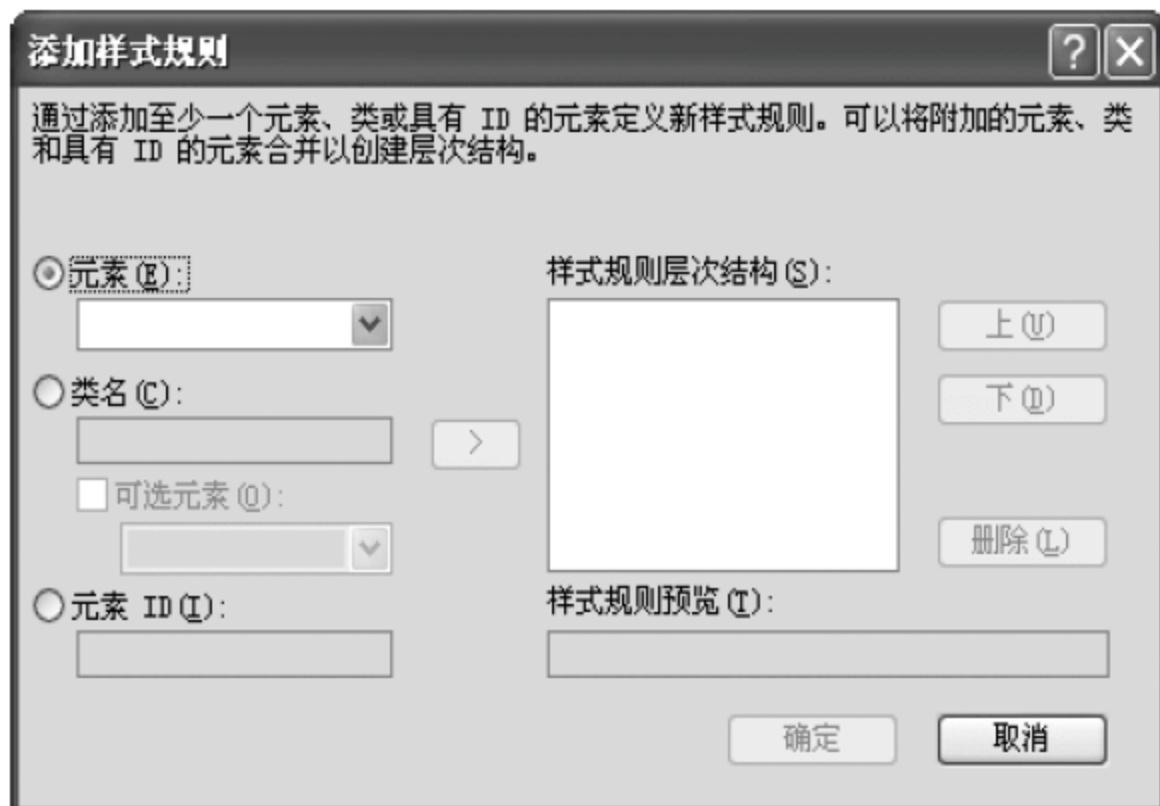 添加样式规则
通过添加至少一个元素、类或具有 ID 的元素定义新样式规则。可以将附加的元素、类
和具有 ID 的元素合并以创建层次结构。
元素(E):
类名(C):
可选元素(O):
元素 ID(I):
>
样式规则层次结构(S):
上(U)
下(D)
删除(L)
样式规则预览(T):
确定
取消